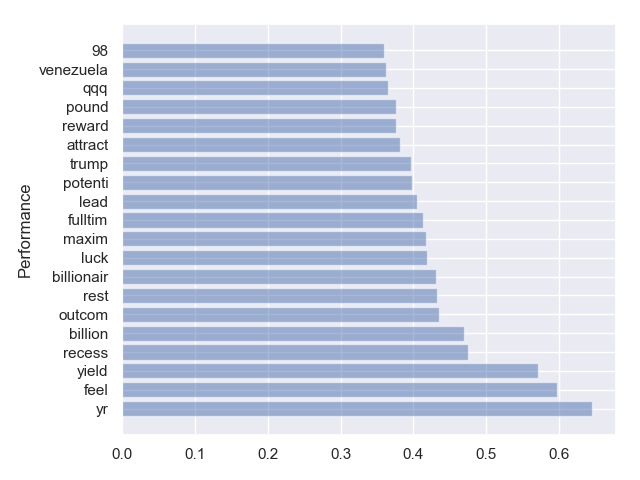 98
venezuela
qqq
pound
reward
attract
trump
potenti
lead
fulltim
maxim
luck
billionair
rest
outcom
billion
recess
yield
feel
yr
Performance
0.0 0.1 0.2 0.3 0.4 0.5 0.6